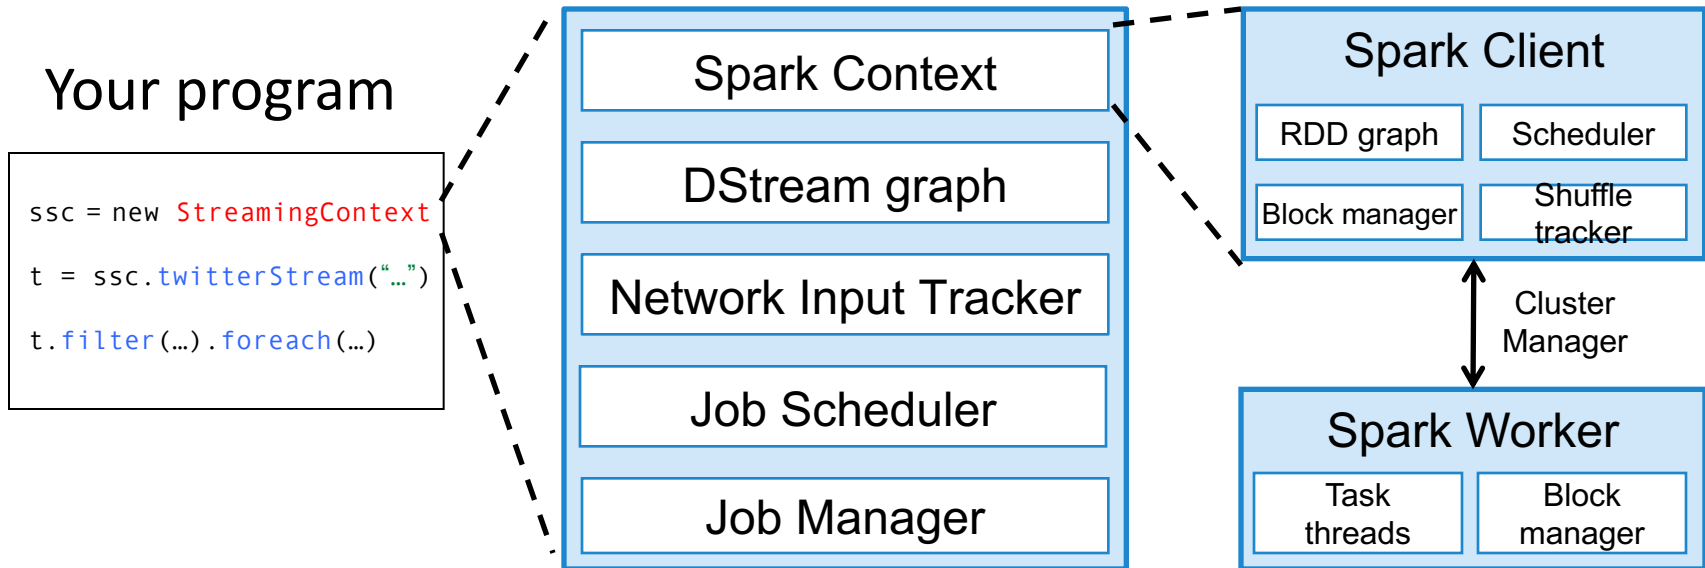 Your program
ssc = new StreamingContext
t = ssc.twitterStream(“…”)
t.filter(…).foreach(…)
Spark Context
DStream graph
Network Input Tracker
Job Scheduler
Job Manager
Spark Client
RDD graph
Scheduler
Block manager
Shuffle
tracker
Cluster
Manager
Spark Worker
Task
threads
Block
manager